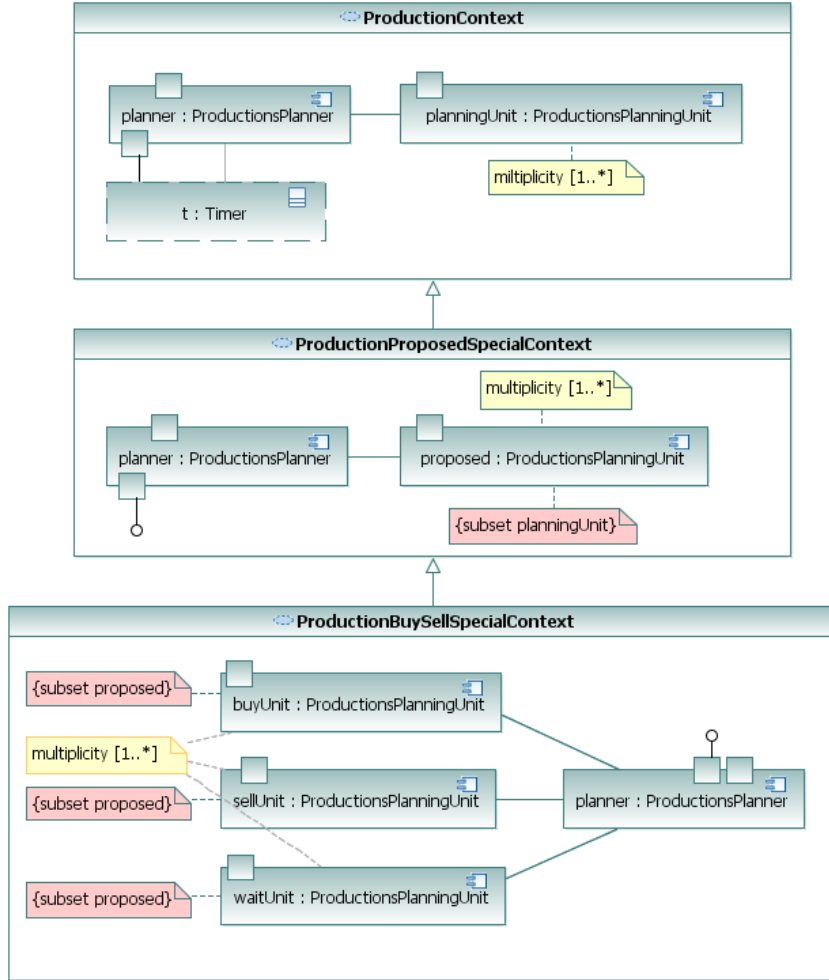 ProductionContext
planner : ProductionsPlanner
planningUnit : ProductionsPlanningUnit
miltiplicity [1..*]
t : Timer
ProductionProposedSpecialContext
multiplicity [1..*]
planner : ProductionsPlanner
proposed : ProductionsPlanningUnit
{subset planningUnit}
ProductionBuySellSpecialContext
{subset proposed}
buyUnit : ProductionsPlanningUnit
multiplicity [1..*]
{subset proposed}
sellUnit : ProductionsPlanningUnit
planner : ProductionsPlanner
{subset proposed}
waitUnit : ProductionsPlanningUnit